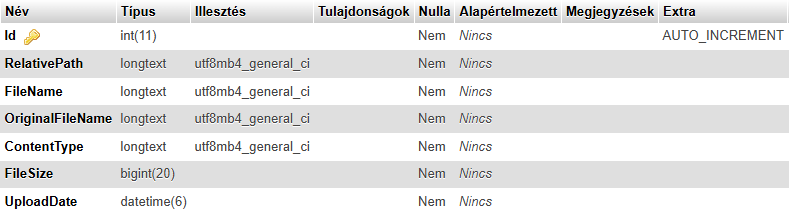 Név Típus Illesztés Tulajdonságok Nulla Alapértelmezett Megjegyzések Extra
Id int(11) Nem Nincs AUTO_INCREMENT
RelativePath longtext utf8mb4_general_ci Nem Nincs
FileName longtext utf8mb4_general_ci Nem Nincs
OriginalFileName longtext utf8mb4_general_ci Nem Nincs
ContentType longtext utf8mb4_general_ci Nem Nincs
FileSize bigint(20) Nem Nincs
UploadDate datetime(6) Nem Nincs